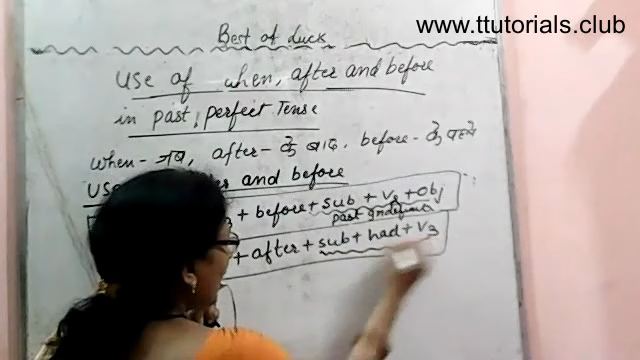 www.ttutorials.club
Best of Luck
Use of when, after and before
in past perfect Tense
when - जब, after - के बाद, before - के पहले
Use and before
+ before + sub + V2 + Obj
past Indefinite
+ after + sub + had + V3